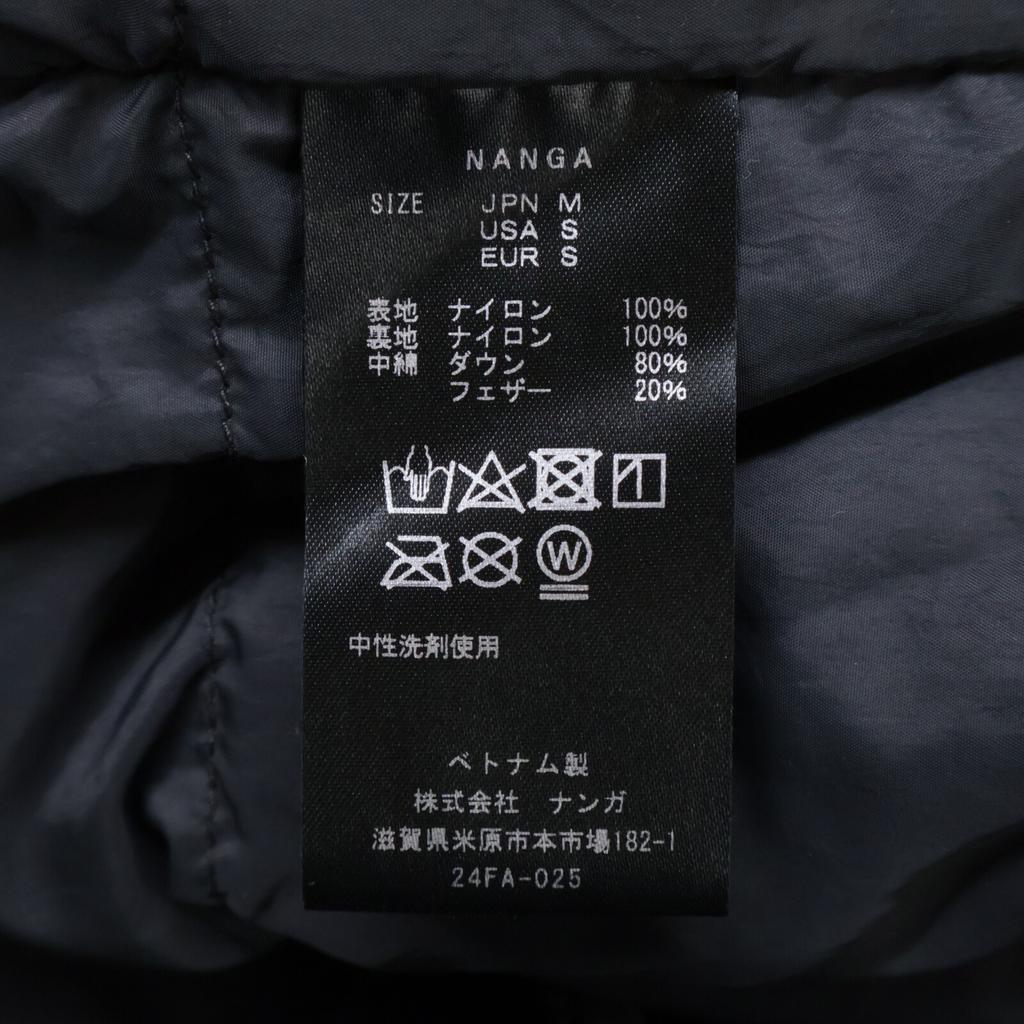 NANGA
SIZE JPN M
USA S
EUR S
表地 ナイロン 100%
裏地 ナイロン 100%
中綿 ダウン 80%
フェザー 20%
W
中性洗剤使用
ベトナム製
株式会社 ナンガ
滋賀県米原市本市場182-1
24FA-025